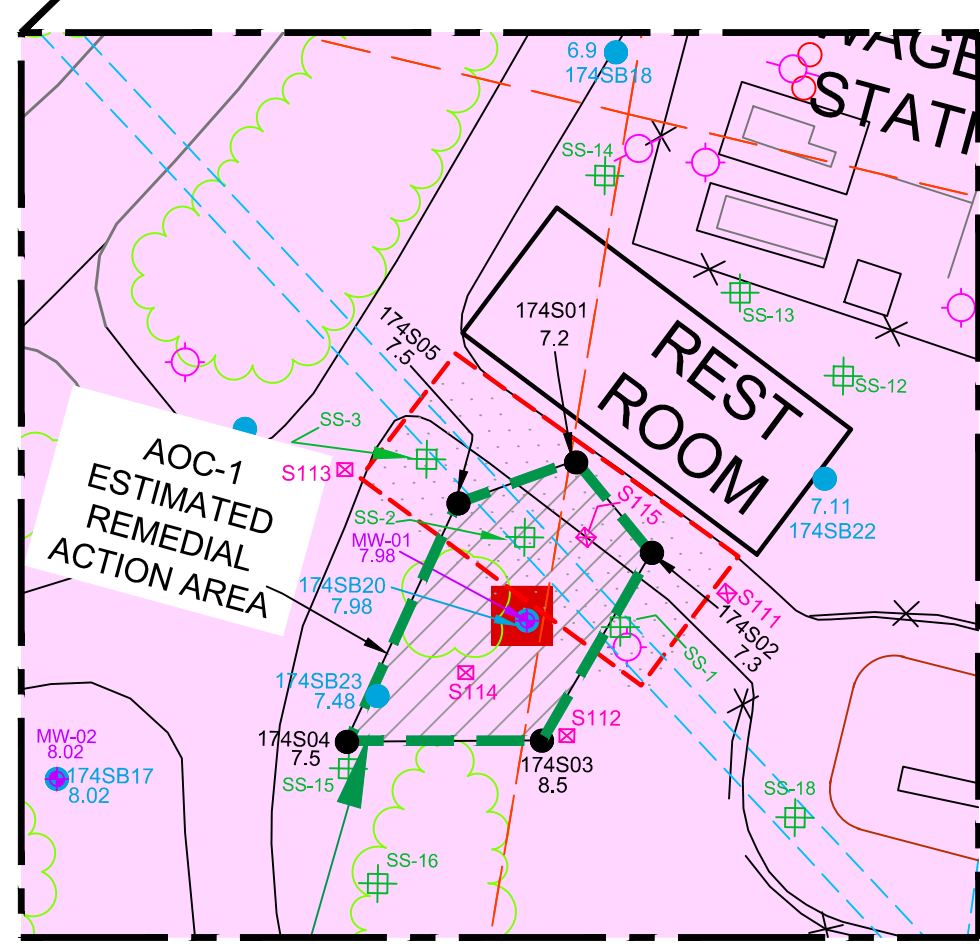 6.9
174SB18
SS-14
STATI
SS-13
SS-12
174S01
7.2
174S05
7.5
REST
ROOM
SS-3
S113
AOC-1
ESTIMATED
REMEDIAL
ACTION AREA
SS-2
MW-01
7.98
174SB20
7.98
S115
7.11
174SB22
S111
174S02
7.3
SS-1
174SB23
7.48
S114
S112
174S04
7.5
174S03
8.5
SS-15
MW-02
8.02
174SB17
8.02
SS-18
SS-16